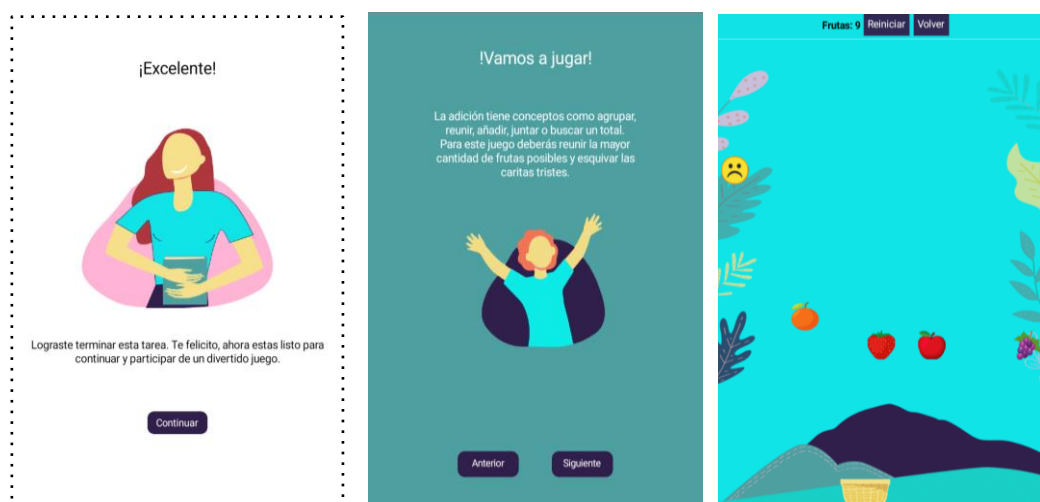 ¡Excelente!
Lograste terminar esta tarea. Te felicito, ahora estas listo para
continuar y participar de un divertido juego.
Continuar
!Vamos a jugar!
La adición tiene conceptos como agrupar,
reunir, añadir, juntar o buscar un total.
Para este juego deberás reunir la mayor
cantidad de frutas posibles y esquivar las
caritas tristes.
Anterior
Siguiente
Frutas: 9 Reiniciar Volver